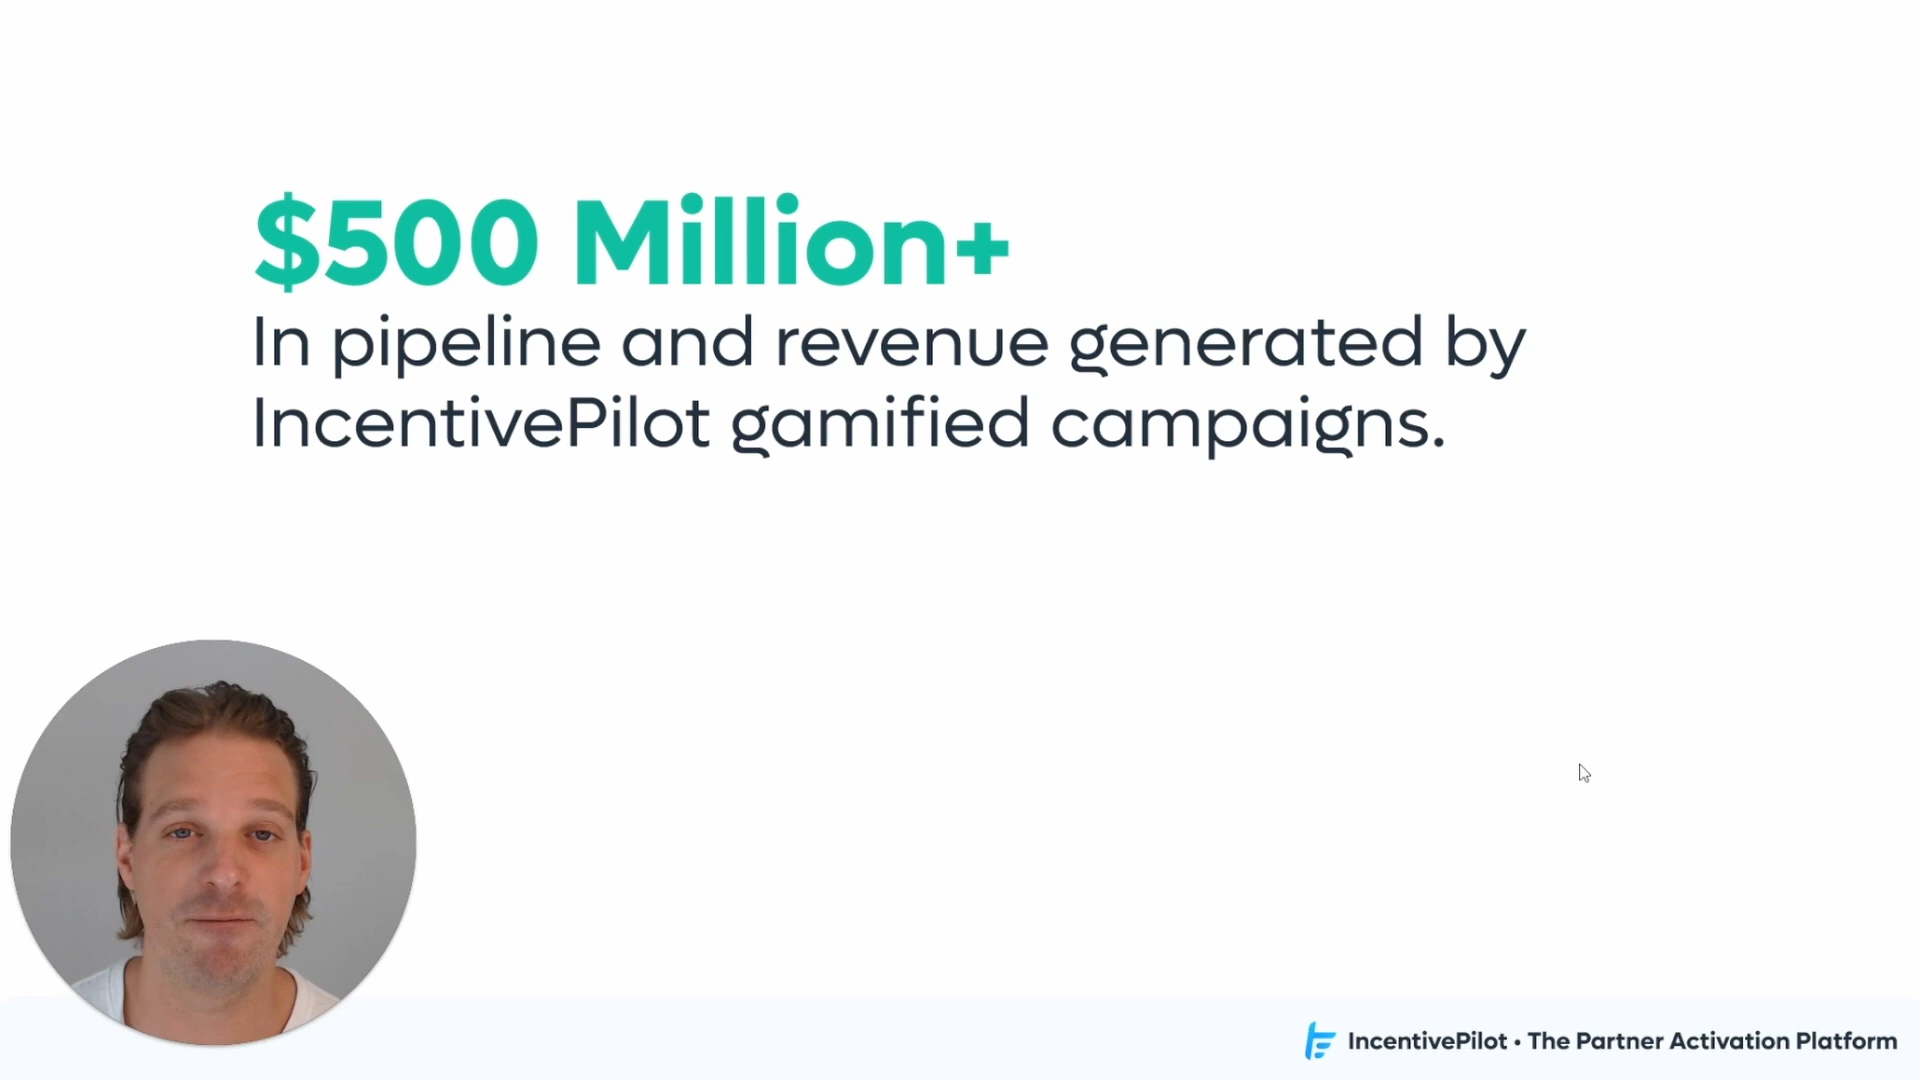 $500 Million+
In pipeline and revenue generated by
IncentivePilot gamified campaigns.
IncentivePilot • The Partner Activation Platform